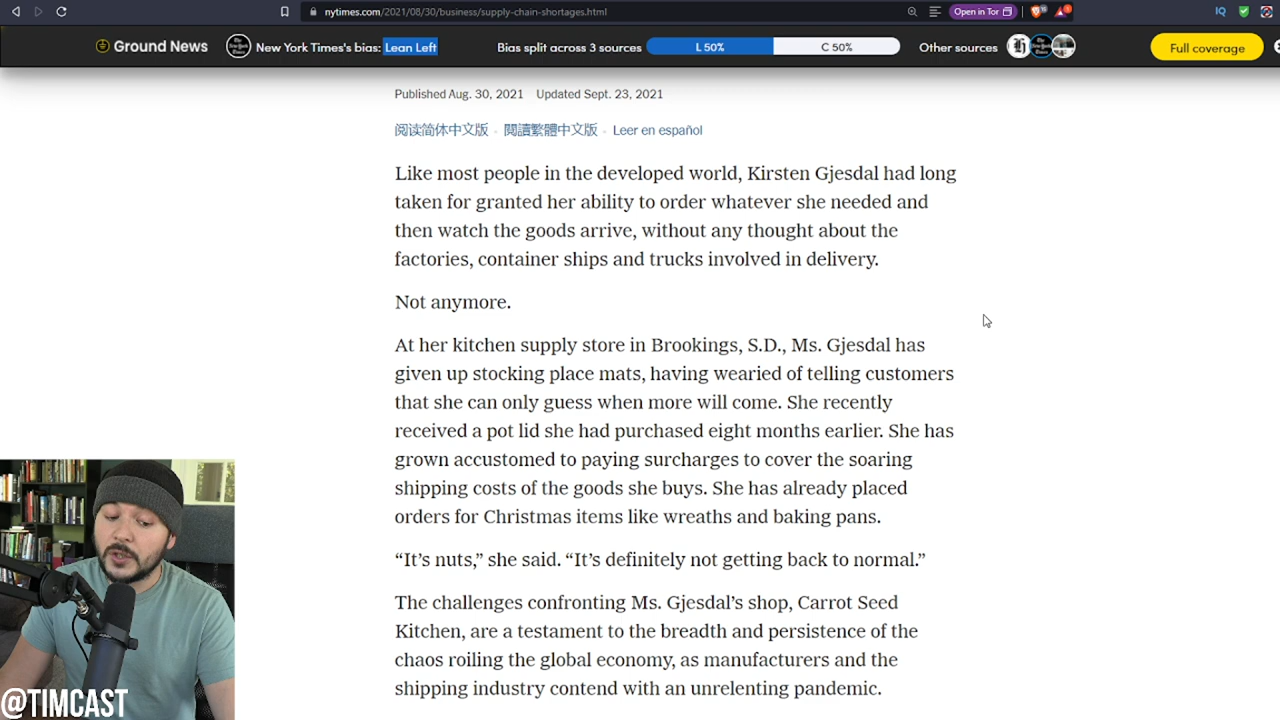 nytimes.com/2021/08/30/business/supply-chain-shortages.html
Open in Tor
IQ
Ground News
New York Times's bias: Lean Left
Bias split across 3 sources
L 50%
C 50%
Other sources
Full coverage
Published Aug. 30, 2021 Updated Sept. 23, 2021
阅读简体中文版 - 閱讀繁體中文版 - Leer en español
Like most people in the developed world, Kirsten Gjesdal had long
taken for granted her ability to order whatever she needed and
then watch the goods arrive, without any thought about the
factories, container ships and trucks involved in delivery.
Not anymore.
At her kitchen supply store in Brookings, S.D., Ms. Gjesdal has
given up stocking place mats, having wearied of telling customers
that she can only guess when more will come. She recently
received a pot lid she had purchased eight months earlier. She has
grown accustomed to paying surcharges to cover the soaring
shipping costs of the goods she buys. She has already placed
orders for Christmas items like wreaths and baking pans.
“It’s nuts,” she said. “It’s definitely not getting back to normal.”
The challenges confronting Ms. Gjesdal’s shop, Carrot Seed
Kitchen, are a testament to the breadth and persistence of the
chaos roiling the global economy, as manufacturers and the
shipping industry contend with an unrelenting pandemic.
@TIMCAST